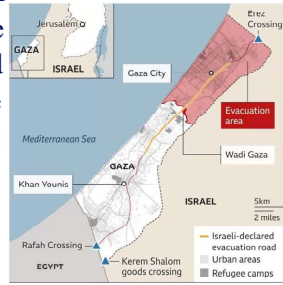 Jerusalem
GAZA
ISRAEL
Erez
Crossing
Gaza City
Evacuation
area
Mediterranean Sea
Wadi Gaza
GAZA
Khan Younis
ISRAEL
5km
2 miles
Rafah Crossing
Israeli-declared
evacuation road
Urban areas
Refugee camps
EGYPT
Kerem Shalom
goods crossing